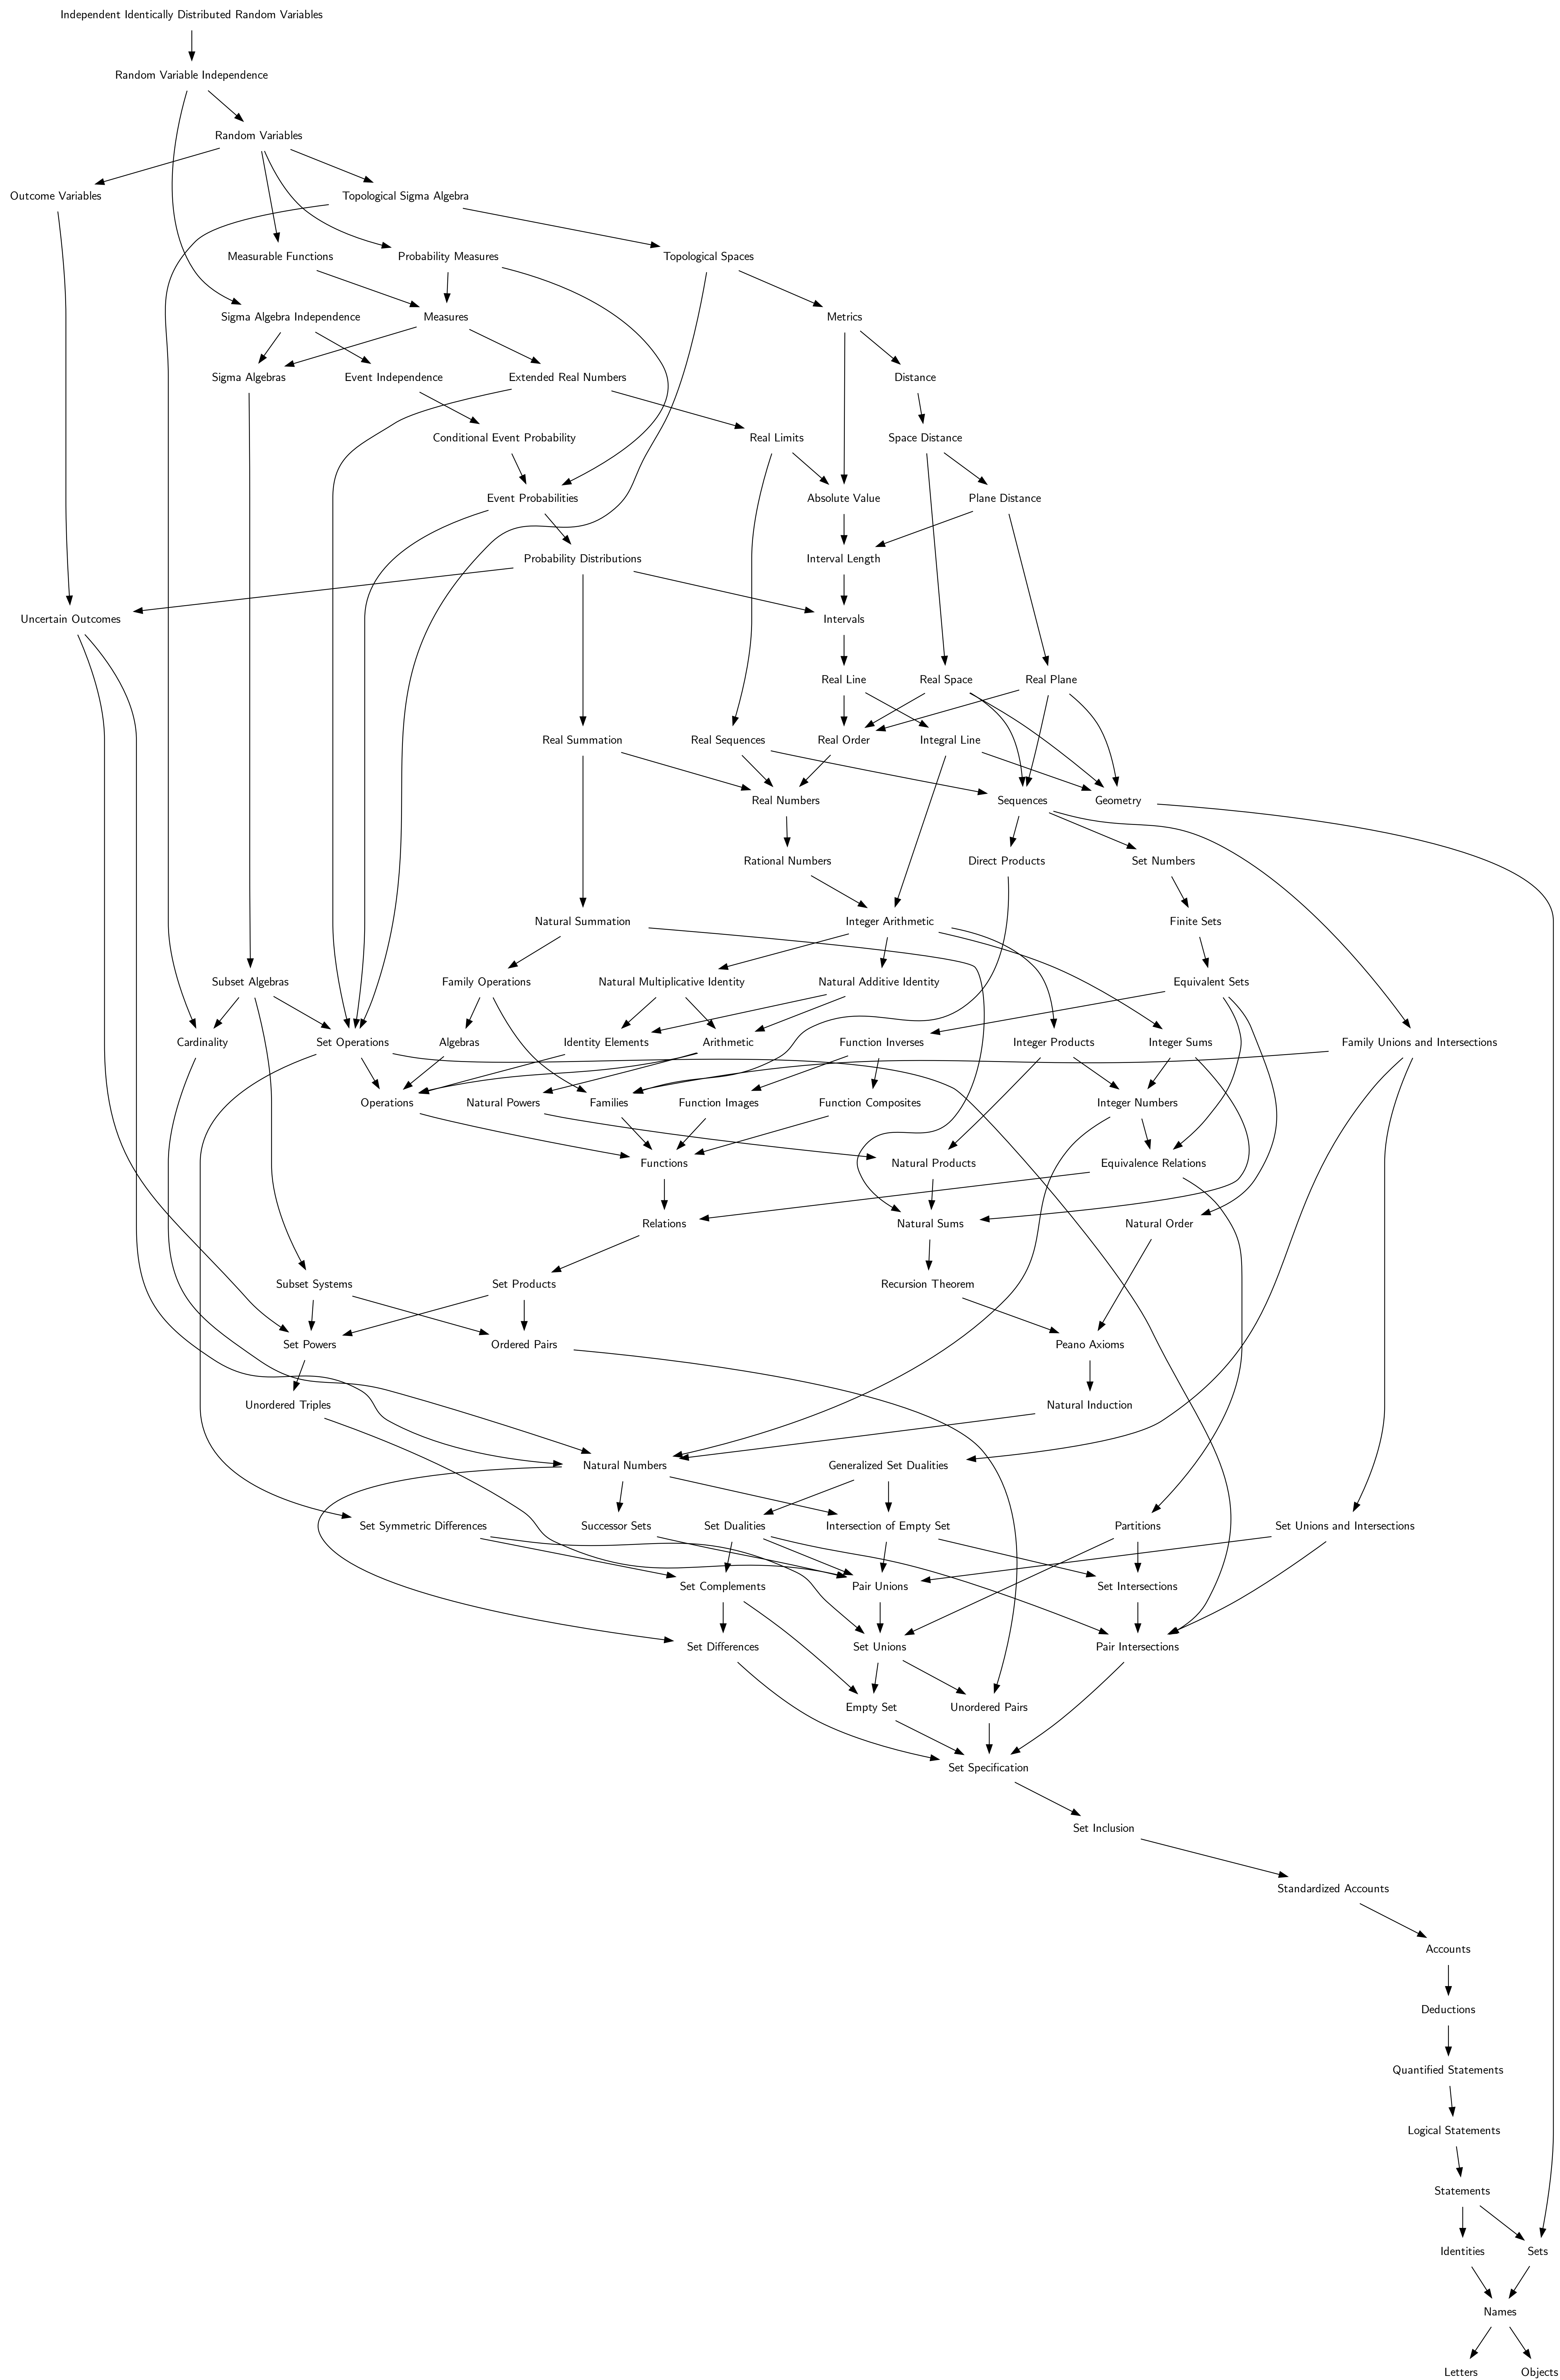 Independent Identically Distributed Random Variables
Random Variable Independence
Random Variables
Outcome Variables
Topological Sigma Algebra
Measurable Functions
Probability Measures
Topological Spaces
Sigma Algebra Independence
Measures
Metrics
Sigma Algebras
Event Independence
Extended Real Numbers
Distance
Conditional Event Probability
Real Limits
Space Distance
Event Probabilities
Absolute Value
Plane Distance
Probability Distributions
Interval Length
Uncertain Outcomes
Intervals
Real Line
Real Space
Real Plane
Real Summation
Real Sequences
Real Order
Integral Line
Real Numbers
Sequences
Geometry
Rational Numbers
Direct Products
Set Numbers
Natural Summation
Integer Arithmetic
Finite Sets
Subset Algebras
Family Operations
Natural Multiplicative Identity
Natural Additive Identity
Equivalent Sets
Cardinality
Set Operations
Algebras
Identity Elements
Arithmetic
Function Inverses
Integer Products
Integer Sums
Family Unions and Intersections
Operations
Natural Powers
Families
Function Images
Function Composites
Integer Numbers
Functions
Natural Products
Equivalence Relations
Relations
Natural Sums
Natural Order
Subset Systems
Set Products
Recursion Theorem
Set Powers
Ordered Pairs
Peano Axioms
Unordered Triples
Natural Induction
Natural Numbers
Generalized Set Dualities
Set Symmetric Differences
Successor Sets
Set Dualities
Intersection of Empty Set
Partitions
Set Unions and Intersections
Set Complements
Pair Unions
Set Intersections
Set Differences
Set Unions
Pair Intersections
Empty Set
Unordered Pairs
Set Specification
Set Inclusion
Standardized Accounts
Accounts
Deductions
Quantified Statements
Logical Statements
Statements
Identities
Sets
Names
Letters
Objects